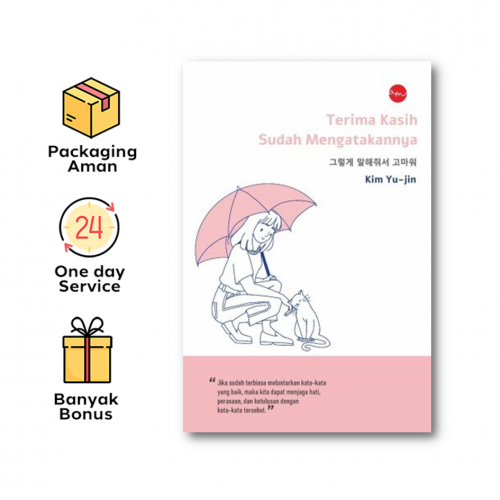 Packaging
Aman
24
One day
Service
Banyak
Bonus
Terima Kasih
Sudah Mengatakannya
그렇게 말해줘서 고마워
Kim Yu-jin
“Jika sudah terbiasa melontarkan kata-kata
yang baik, maka kita dapat menjaga hati,
perasaan, dan ketulusan dengan
kata-kata tersebut.”